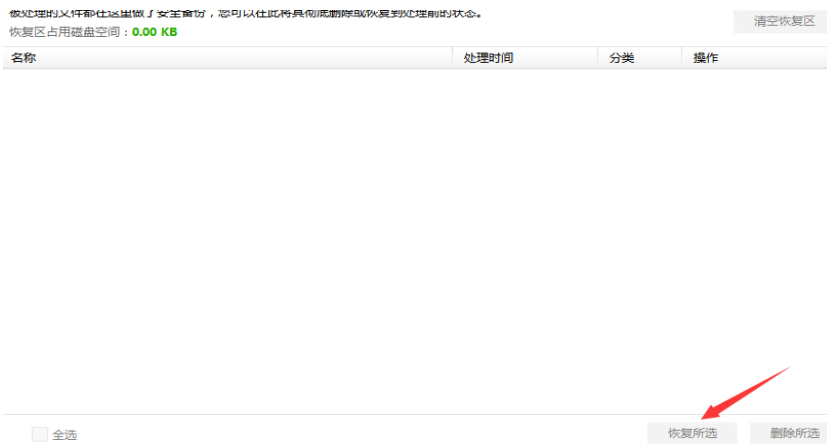 被处理的文件都在这里做了安全备份，您可以在此将其彻底删除或恢复到处理前的状态。
清空恢复区
恢复区占用磁盘空间：0.00 KB
名称 处理时间 分类 操作
全选 恢复所选 删除所选